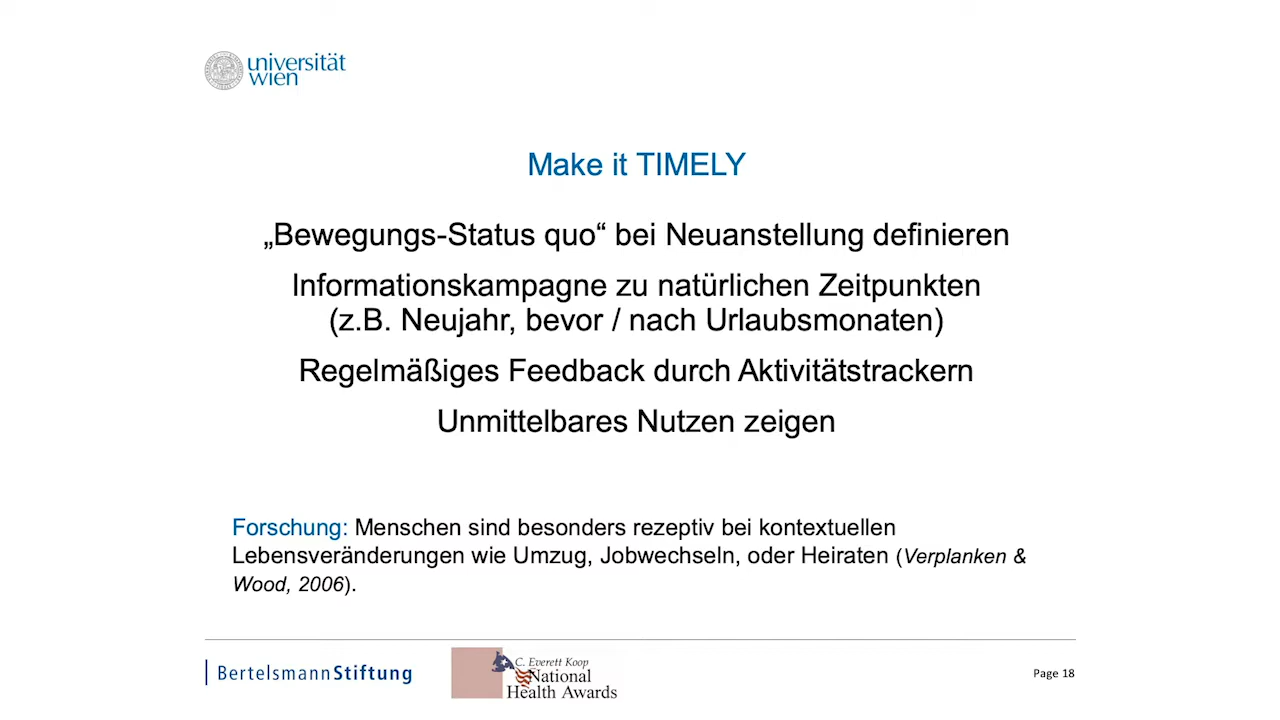 universität
wien
Make it TIMELY
„Bewegungs-Status quo“ bei Neuanstellung definieren
Informationskampagne zu natürlichen Zeitpunkten
(z.B. Neujahr, bevor / nach Urlaubsmonaten)
Regelmäßiges Feedback durch Aktivitätstrackern
Unmittelbares Nutzen zeigen
Forschung: Menschen sind besonders rezeptiv bei kontextuellen
Lebensveränderungen wie Umzug, Jobwechseln, oder Heiraten (Verplanken &
Wood, 2006).
BertelsmannStiftung
C. Everett Koop
National
Health Awards
Page 18